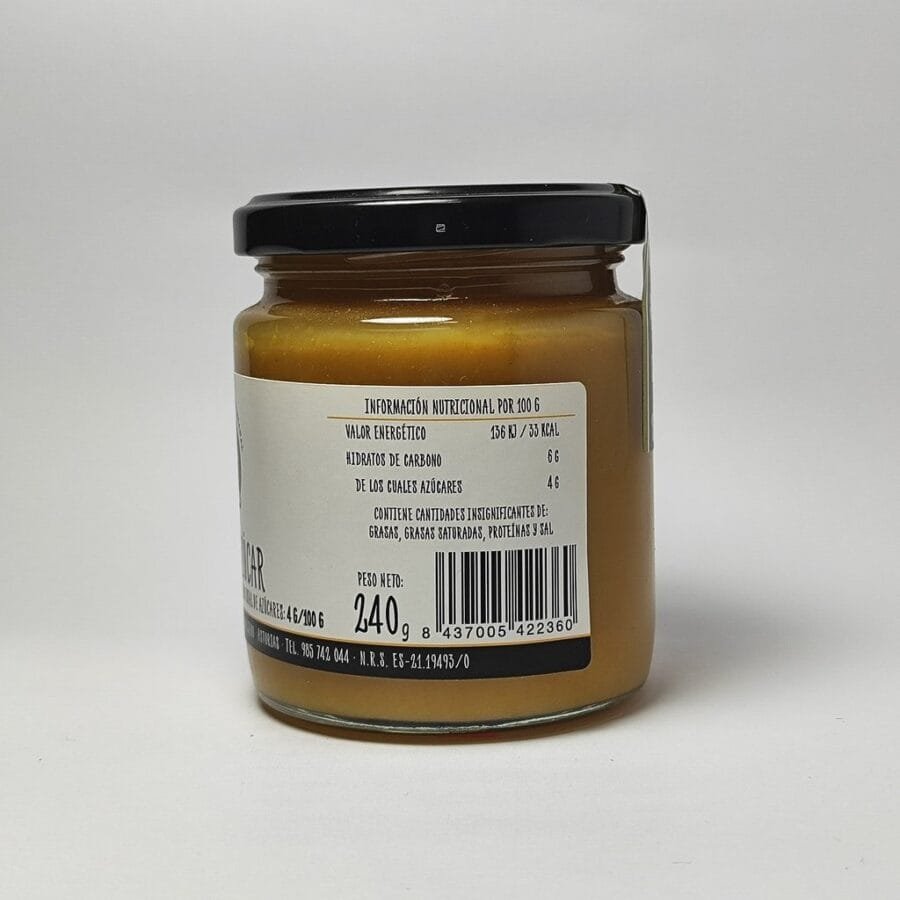 INFORMACIÓN NUTRICIONAL POR 100 G
VALOR ENERGÉTICO 136 KJ / 33 KCAL
HIDRATOS DE CARBONO 6 G
DE LOS CUALES AZÚCARES 4 G
CONTIENE CANTIDADES INSIGNIFICANTES DE:
GRASAS, GRASAS SATURADAS, PROTEÍNAS Y SAL
DE AZÚCARES: 4 G/100 G
PESO NETO:
240g
8 437005 422360
ASTURIAS · TEL. 985 742 044 · N.R.S. ES-21.19493/O